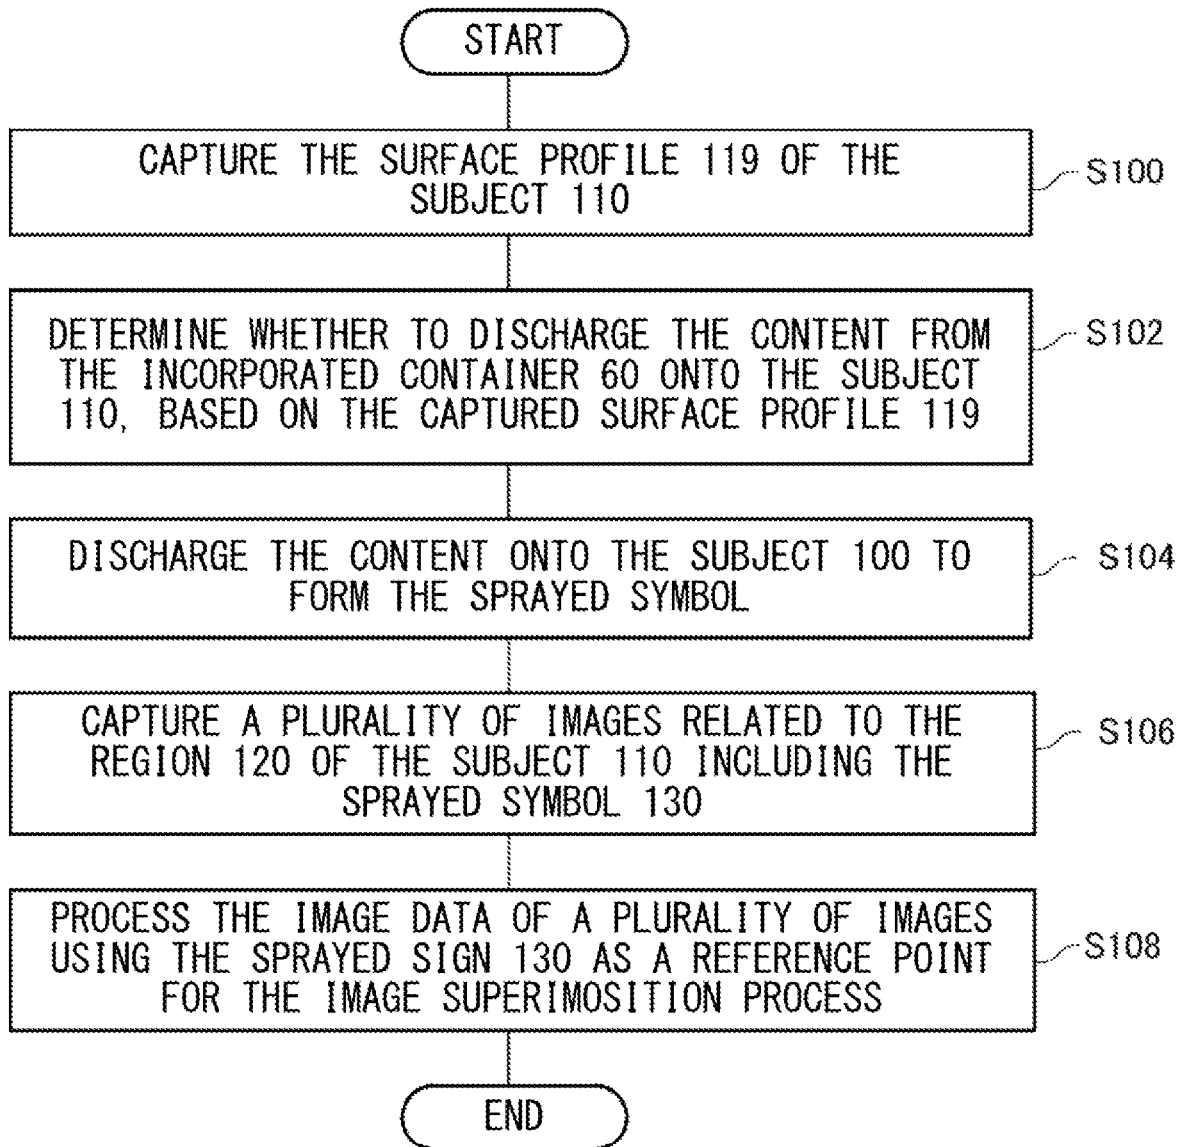 START
CAPTURE THE SURFACE PROFILE 119 OF THE
SUBJECT 110
S100
DETERMINE WHETHER TO DISCHARGE THE CONTENT FROM
THE INCORPORATED CONTAINER 60 ONTO THE SUBJECT
110, BASED ON THE CAPTURED SURFACE PROFILE 119
S102
DISCHARGE THE CONTENT ONTO THE SUBJECT 100 TO
FORM THE SPRAYED SYMBOL
S104
CAPTURE A PLURALITY OF IMAGES RELATED TO THE
REGION 120 OF THE SUBJECT 110 INCLUDING THE
SPRAYED SYMBOL 130
S106
PROCESS THE IMAGE DATA OF A PLURALITY OF IMAGES
USING THE SPRAYED SIGN 130 AS A REFERENCE POINT
FOR THE IMAGE SUPERIMOSITION PROCESS
S108
END